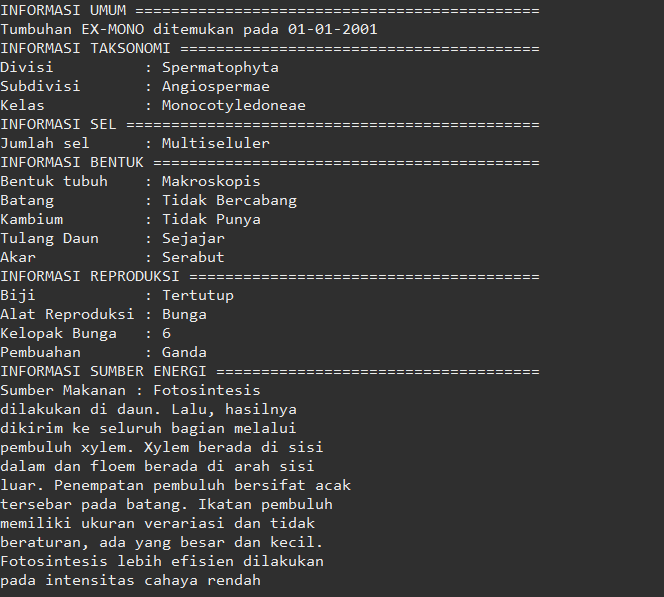 INFORMASI UMUM =============================================
Tumbuhan EX-MONO ditemukan pada 01-01-2001
INFORMASI TAKSONOMI ========================================
Divisi          : Spermatophyta
Subdivisi       : Angiospermae
Kelas           : Monocotyledoneae
INFORMASI SEL ==============================================
Jumlah sel      : Multiseluler
INFORMASI BENTUK ===========================================
Bentuk tubuh    : Makroskopis
Batang          : Tidak Bercabang
Kambium         : Tidak Punya
Tulang Daun     : Sejajar
Akar            : Serabut
INFORMASI REPRODUKSI =======================================
Biji            : Tertutup
Alat Reproduksi : Bunga
Kelopak Bunga   : 6
Pembuahan       : Ganda
INFORMASI SUMBER ENERGI ====================================
Sumber Makanan : Fotosintesis
dilakukan di daun. Lalu, hasilnya
dikirim ke seluruh bagian melalui
pembuluh xylem. Xylem berada di sisi
dalam dan floem berada di arah sisi
luar. Penempatan pembuluh bersifat acak
tersebar pada batang. Ikatan pembuluh
memiliki ukuran verariasi dan tidak
beraturan, ada yang besar dan kecil.
Fotosintesis lebih efisien dilakukan
pada intensitas cahaya rendah